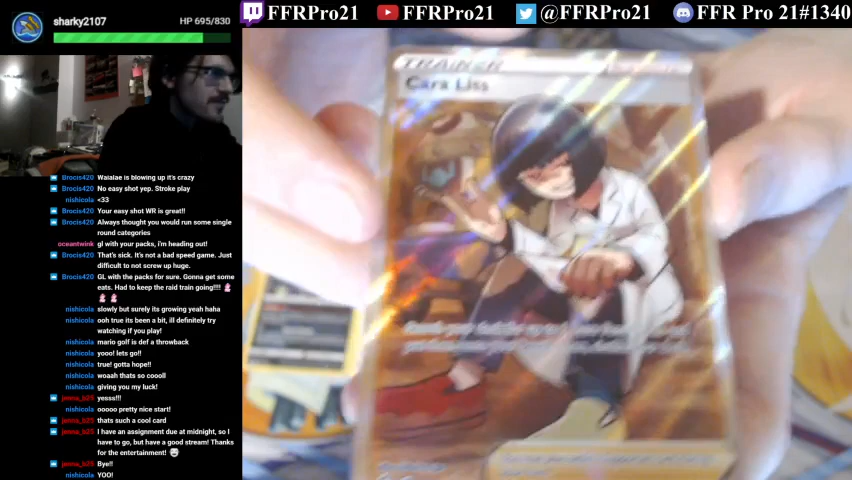 sharky2107
HP 695/830
FFRPro21
FFRPro21
@FFRPro21
FFR Pro 21#1340
TRAINER
Cara Liss
Brocis420 Waialae is blowing up it's crazy
Brocis420 No easy shot yep. Stroke play
nishicola <33
Brocis420 Your easy shot WR is great!!
Brocis420 Always thought you would run some single
round categories
oceantwink gl with your packs, i'm heading out!
Brocis420 That's sick. It's not a bad speed game. Just
difficult to not screw up huge.
Brocis420 GL with the packs for sure. Gonna get some
eats. Had to keep the raid train going!!!!
nishicola slowly but surely its growing yeah haha
nishicola ooh true its been a bit, ill definitely try
watching if you play!
nishicola mario golf is def a throwback
nishicola yooo! lets go!!
nishicola true! gotta hope!!
nishicola woaah thats so coool!
nishicola giving you my luck!
jenna_b25 yesss!!!
nishicola ooooo pretty nice start!
jenna_b25 thats such a cool card
jenna_b25 I have an assignment due at midnight, so I
have to go, but have a good stream! Thanks
for the entertainment!
jenna_b25 Bye!!
nishicola YOO!